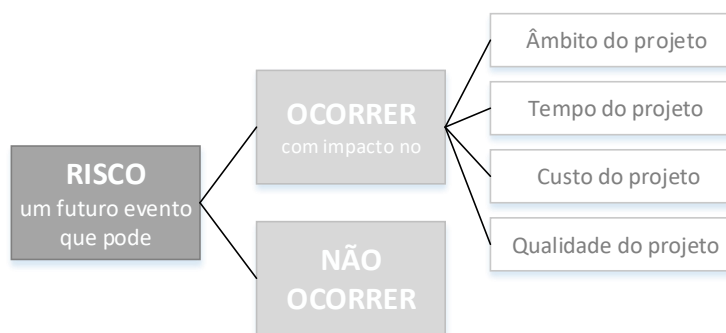 RISCO
um futuro evento
que pode
OCORRER
com impacto no
NÃO
OCORRER
Âmbito do projeto
Tempo do projeto
Custo do projeto
Qualidade do projeto